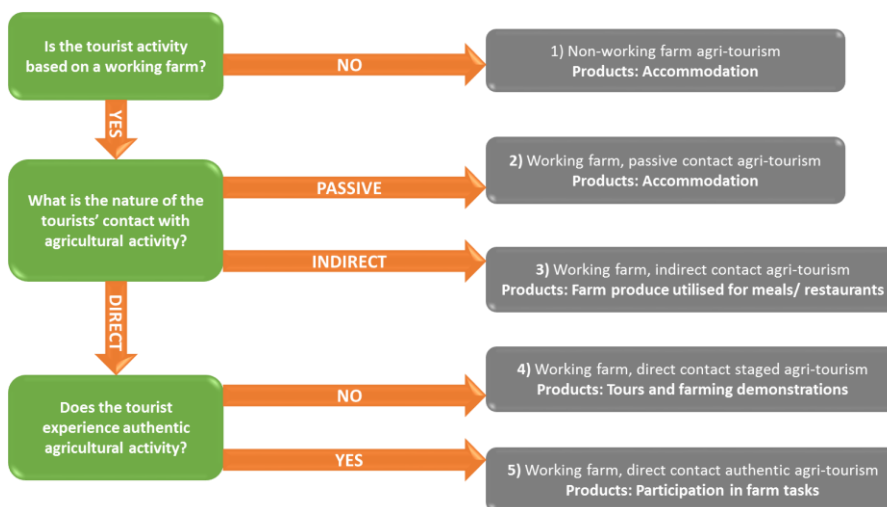 Is the tourist activity
based on a working farm?
NO
1) Non-working farm agri-tourism
Products: Accommodation
YES
What is the nature of the
tourists' contact with
agricultural activity?
PASSIVE
2) Working farm, passive contact agri-tourism
Products: Accommodation
INDIRECT
3) Working farm, indirect contact agri-tourism
Products: Farm produce utilised for meals/ restaurants
DIRECT
Does the tourist
experience authentic
agricultural activity?
NO
4) Working farm, direct contact staged agri-tourism
Products: Tours and farming demonstrations
YES
5) Working farm, direct contact authentic agri-tourism
Products: Participation in farm tasks